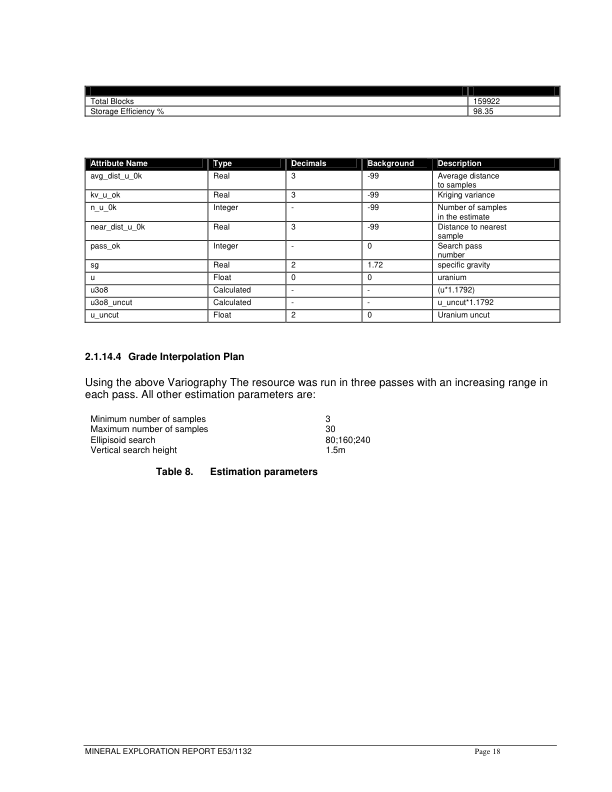 Total Blocks 159922
Storage Efficiency % 98.35
Attribute Name Type Decimals Background Description
avg_dist_u_0k Real 3 -99 Average distance
to samples
kv_u_ok Real 3 -99 Kriging variance
n_u_0k Integer - -99 Number of samples
in the estimate
near_dist_u_0k Real 3 -99 Distance to nearest
sample
pass_ok Integer - 0 Search pass
number
sg Real 2 1.72 specific gravity
u Float 0 0 uranium
u3o8 Calculated - - (u*1.1792)
u3o8_uncut Calculated - - u_uncut*1.1792
u_uncut Float 2 0 Uranium uncut
2.1.14.4 Grade Interpolation Plan
Using the above Variography The resource was run in three passes with an increasing range in
each pass. All other estimation parameters are:
Minimum number of samples 3
Maximum number of samples 30
Ellipisoid search 80;160;240
Vertical search height 1.5m
Table 8. Estimation parameters
MINERAL EXPLORATION REPORT E53/1132 Page 18